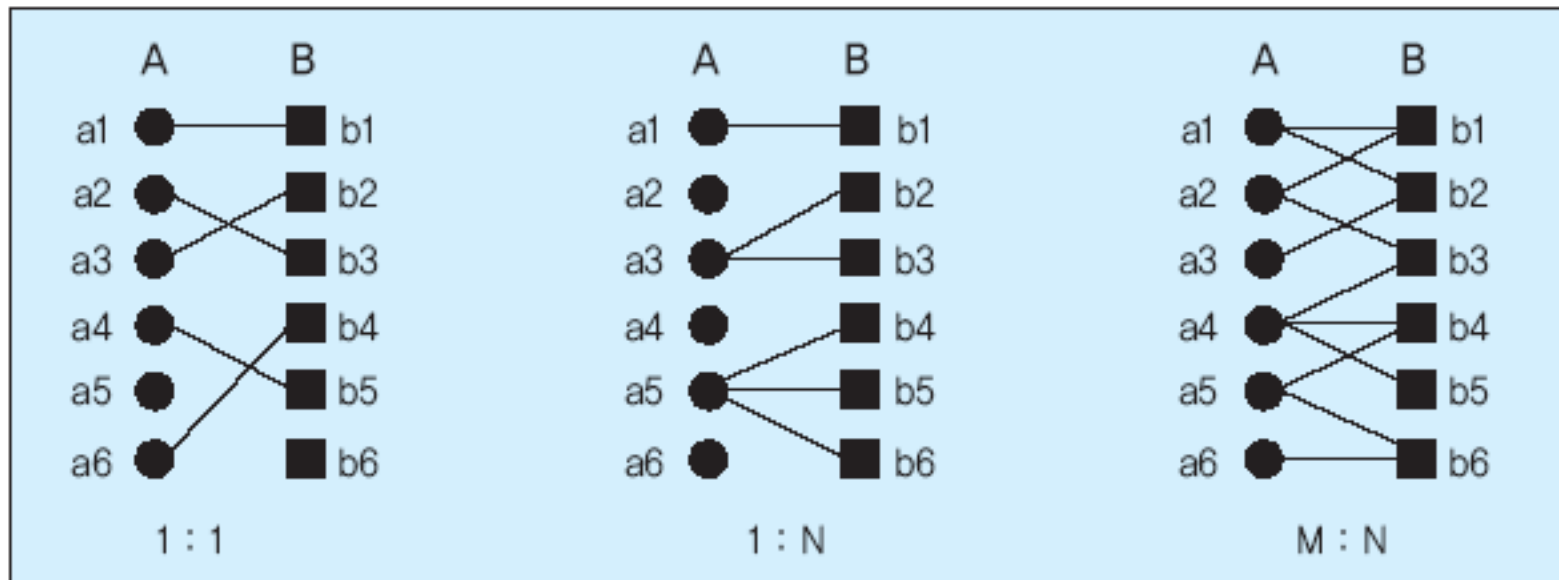 A B A B A B
a1 b1 a1 b1 a1 b1
a2 b2 a2 b2 a2 b2
a3 b3 a3 b3 a3 b3
a4 b4 a4 b4 a4 b4
a5 b5 a5 b5 a5 b5
a6 b6 a6 b6 a6 b6
1 : 1 1 : N M : N